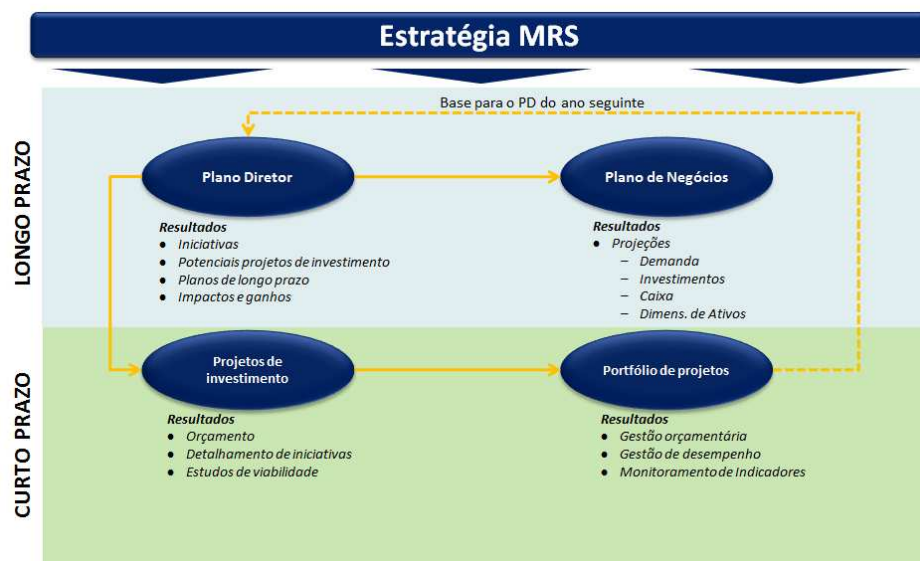 Estratégia MRS
LONGO PRAZO
Base para o PD do ano seguinte
Plano Diretor
Resultados
● Iniciativas
● Potenciais projetos de investimento
● Planos de longo prazo
● Impactos e ganhos
Plano de Negócios
Resultados
● Projeções
– Demanda
– Investimentos
– Caixa
– Dimens. de Ativos
CURTO PRAZO
Projetos de
investimento
Resultados
● Orçamento
● Detalhamento de iniciativas
● Estudos de viabilidade
Portfólio de projetos
Resultados
● Gestão orçamentária
● Gestão de desempenho
● Monitoramento de Indicadores